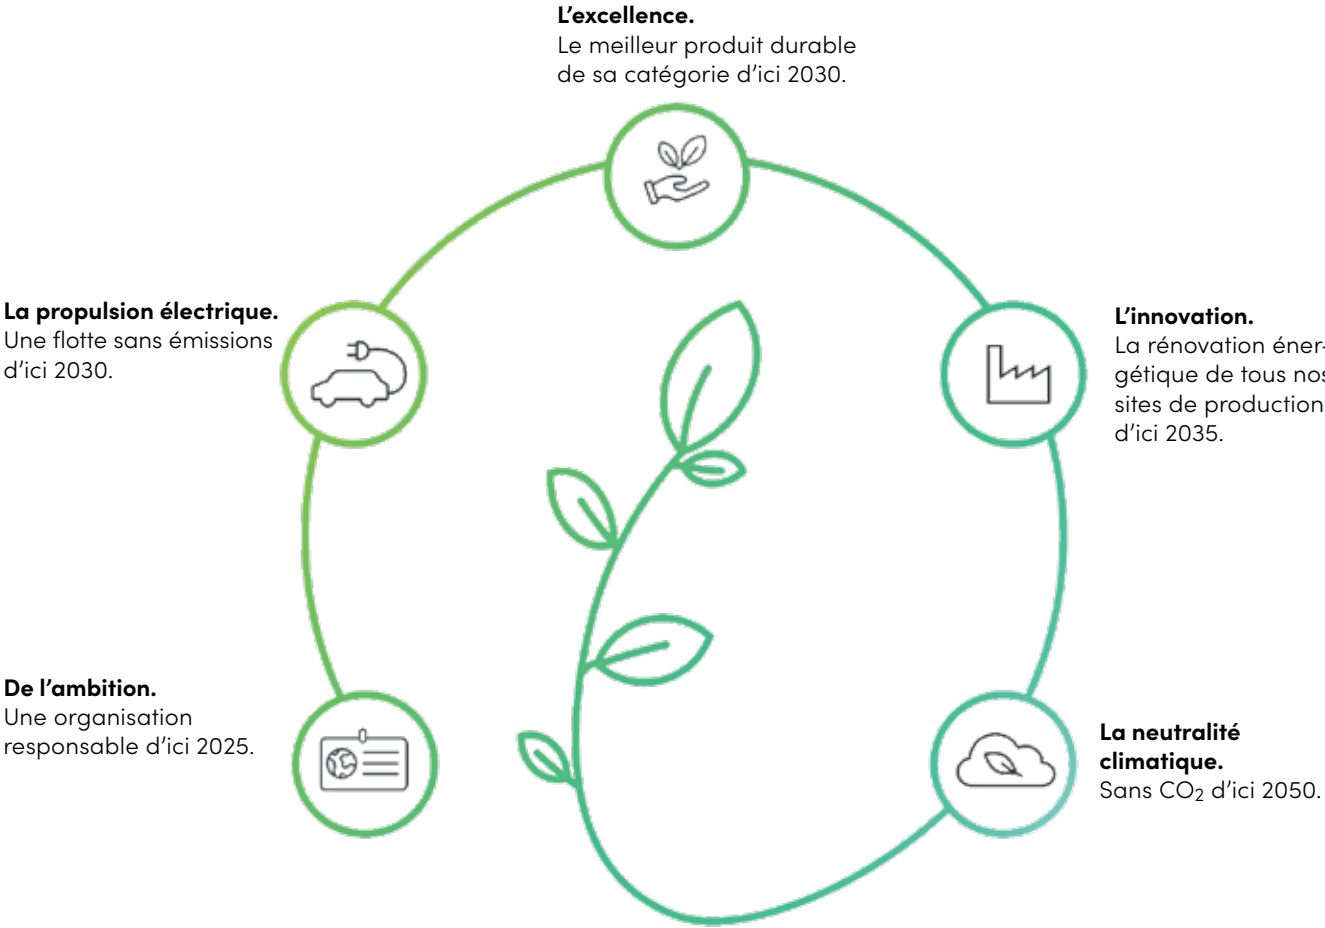 L'excellence.
Le meilleur produit durable
de sa catégorie d'ici 2030.
La propulsion électrique.
Une flotte sans émissions
d'ici 2030.
L'innovation.
La rénovation éner-
gétique de tous nos
sites de production
d'ici 2035.
De l'ambition.
Une organisation
responsable d'ici 2025.
La neutralité
climatique.
Sans CO₂ d'ici 2050.